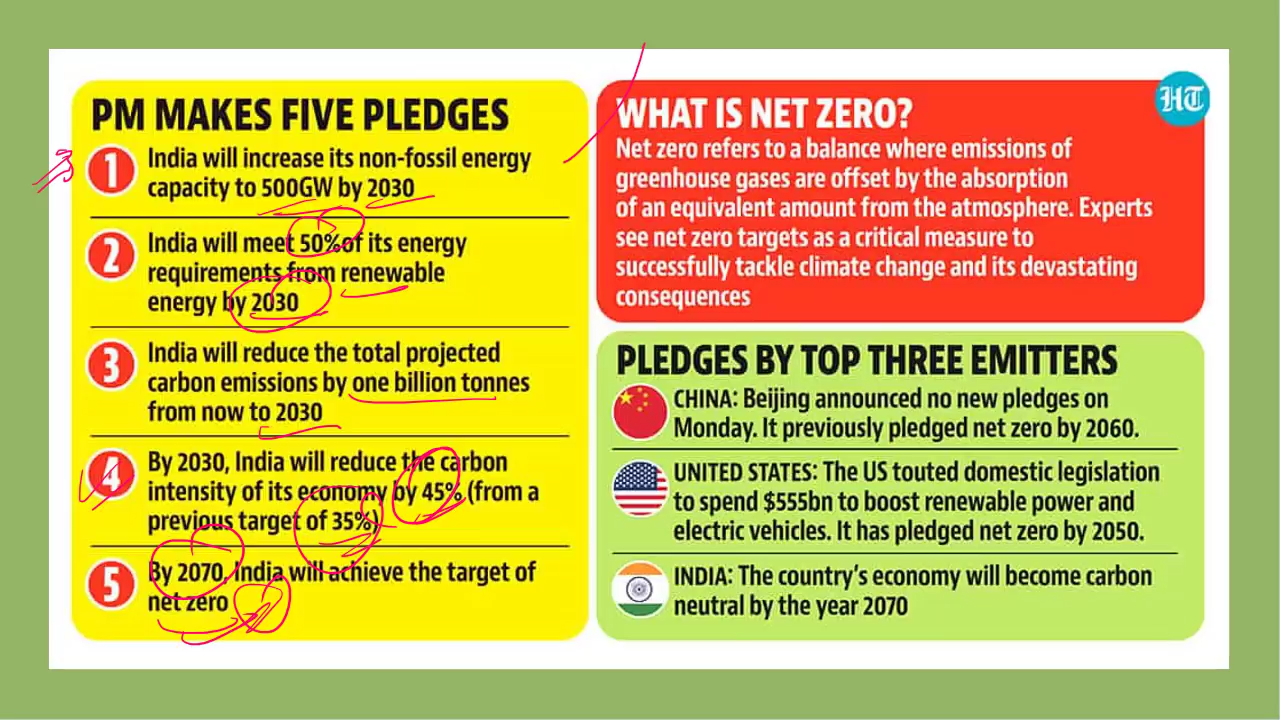 PM MAKES FIVE PLEDGES
1
India will increase its non-fossil energy
capacity to 500GW by 2030
2
India will meet 50% of its energy
requirements from renewable
energy by 2030
3
India will reduce the total projected
carbon emissions by one billion tonnes
from now to 2030
4
By 2030, India will reduce the carbon
intensity of its economy by 45% (from a
previous target of 35%)
5
By 2070, India will achieve the target of
net zero
HT
WHAT IS NET ZERO?
Net zero refers to a balance where emissions of
greenhouse gases are offset by the absorption
of an equivalent amount from the atmosphere. Experts
see net zero targets as a critical measure to
successfully tackle climate change and its devastating
consequences
PLEDGES BY TOP THREE EMITTERS
CHINA: Beijing announced no new pledges on
Monday. It previously pledged net zero by 2060.
UNITED STATES: The US touted domestic legislation
to spend $555bn to boost renewable power and
electric vehicles. It has pledged net zero by 2050.
INDIA: The country's economy will become carbon
neutral by the year 2070